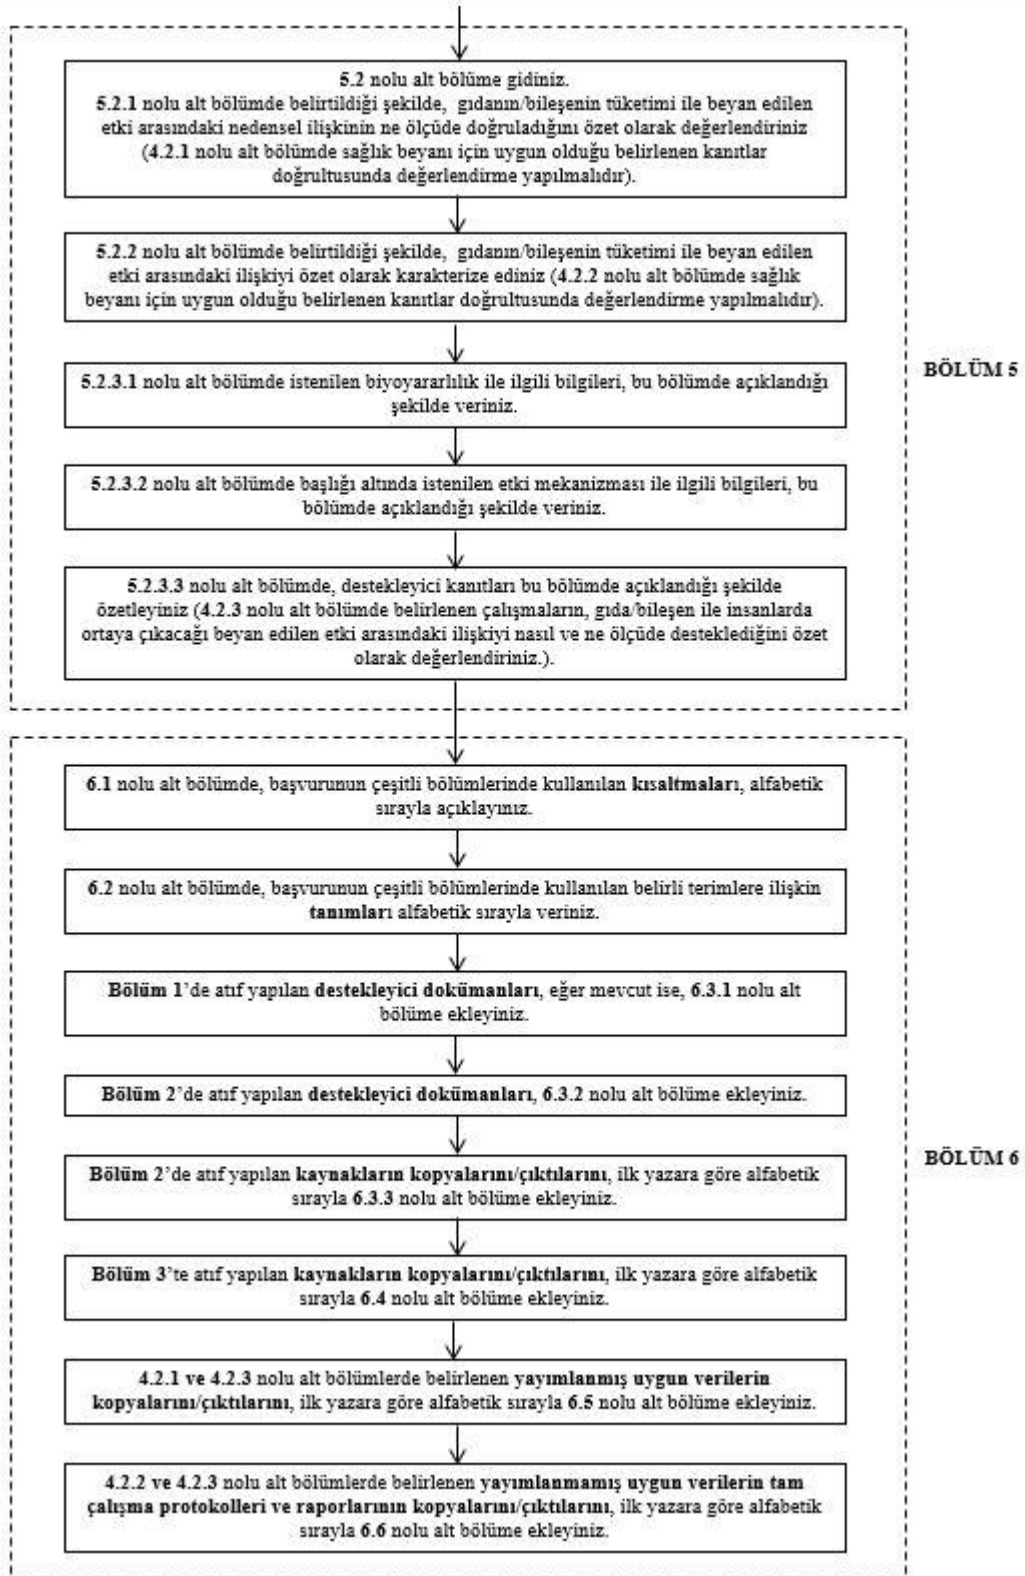 5.2 nolu alt bölüme gidiniz.
5.2.1 nolu alt bölümde belirtildiği şekilde, gıdanın/bileşenin tüketimi ile beyan edilen
etki arasındaki nedensel ilişkinin ne ölçüde doğruladığını özet olarak değerlendiriniz
(4.2.1 nolu alt bölümde sağlık beyanı için uygun olduğu belirlenen kanıtlar
doğrultusunda değerlendirme yapılmalıdır).
5.2.2 nolu alt bölümde belirtildiği şekilde, gıdanın/bileşenin tüketimi ile beyan edilen
etki arasındaki ilişkiyi özet olarak karakterize ediniz (4.2.2 nolu alt bölümde sağlık
beyanı için uygun olduğu belirlenen kanıtlar doğrultusunda değerlendirme yapılmalıdır).
BÖLÜM 5
5.2.3.1 nolu alt bölümde istenilen biyoyararlılık ile ilgili bilgileri, bu bölümde açıklandığı
şekilde veriniz.
5.2.3.2 nolu alt bölümde başlığı altında istenilen etki mekanizması ile ilgili bilgileri, bu
bölümde açıklandığı şekilde veriniz.
5.2.3.3 nolu alt bölümde, destekleyici kanıtları bu bölümde açıklandığı şekilde
özetleyiniz (4.2.3 nolu alt bölümde belirlenen çalışmaların, gıda/bileşen ile insanlarda
ortaya çıkacağı beyan edilen etki arasındaki ilişkiyi nasıl ve ne ölçüde desteklediğini özet
olarak değerlendiriniz.).
6.1 nolu alt bölümde, başvurunun çeşitli bölümlerinde kullanılan kısaltmaları, alfabetik
sırayla açıklayınız.
6.2 nolu alt bölümde, başvurunun çeşitli bölümlerinde kullanılan belirli terimlere ilişkin
tanımları alfabetik sırayla veriniz.
Bölüm 1'de atıf yapılan destekleyici dokümanları, eğer mevcut ise, 6.3.1 nolu alt
bölüme ekleyiniz.
Bölüm 2'de atıf yapılan destekleyici dokümanları, 6.3.2 nolu alt bölüme ekleyiniz.
BÖLÜM 6
Bölüm 2'de atıf yapılan kaynakların kopyalarını/çıktılarını, ilk yazara göre alfabetik
sırayla 6.3.3 nolu alt bölüme ekleyiniz.
Bölüm 3'te atıf yapılan kaynakların kopyalarını/çıktılarını, ilk yazara göre alfabetik
sırayla 6.4 nolu alt bölüme ekleyiniz.
4.2.1 ve 4.2.3 nolu alt bölümlerde belirlenen yayımlanmış uygun verilerin
kopyalarını/çıktılarını, ilk yazara göre alfabetik sırayla 6.5 nolu alt bölüme ekleyiniz.
4.2.2 ve 4.2.3 nolu alt bölümlerde belirlenen yayımlanmamış uygun verilerin tam
çalışma protokolleri ve raporlarının kopyalarını/çıktılarını, ilk yazara göre alfabetik
sırayla 6.6 nolu alt bölüme ekleyiniz.